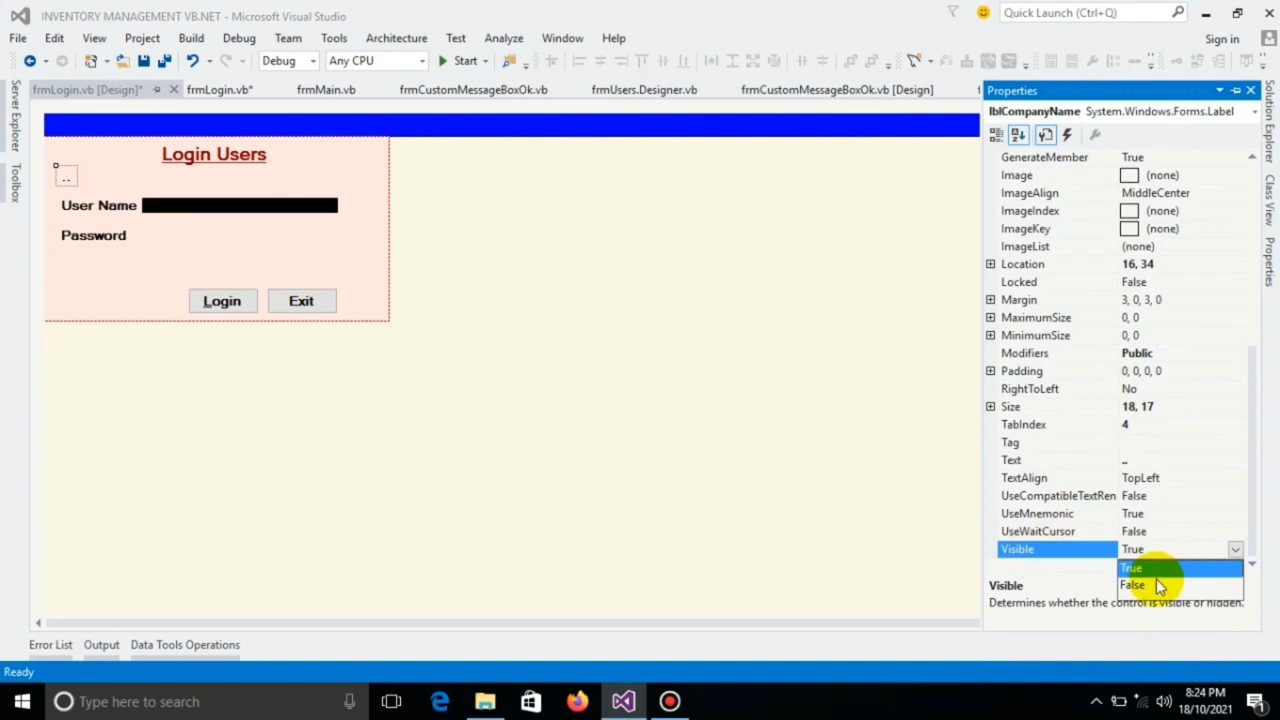 INVENTORY MANAGEMENT VB.NET - Microsoft Visual Studio
Quick Launch (Ctrl+Q)
File Edit View Project Build Debug Team Tools Architecture Test Analyze Window Help
Sign in
Debug Any CPU Start
frmLogin.vb [Design]* frmLogin.vb* frmMain.vb frmCustomMessageBoxOk.vb frmUsers.Designer.vb frmCustomMessageBoxOk.vb [Design]
Server Explorer
Toolbox
Login Users
..
User Name
Password
Login Exit
Properties
lblCompanyName System.Windows.Forms.Label
GenerateMember True
Image (none)
ImageAlign MiddleCenter
ImageIndex (none)
ImageKey (none)
ImageList (none)
Location 16, 34
Locked False
Margin 3, 0, 3, 0
MaximumSize 0, 0
MinimumSize 0, 0
Modifiers Public
Padding 0, 0, 0, 0
RightToLeft No
Size 18, 17
TabIndex 4
Tag
Text ..
TextAlign TopLeft
UseCompatibleTextRen False
UseMnemonic True
UseWaitCursor False
Visible True
True
False
Visible
Determines whether the control is visible or hidden.
Solution Explorer
Class View
Properties
Error List Output Data Tools Operations
Ready
Type here to search
8:24 PM
18/10/2021